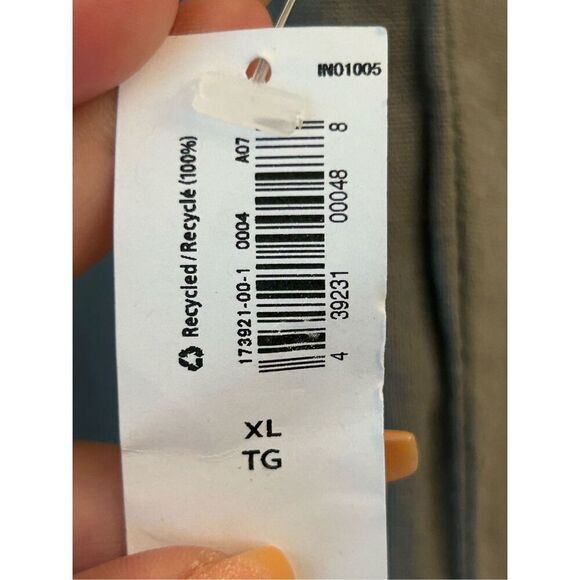 IN01005
Recycled / Recyclé (100%)
173921-00-1 0004 A07
4 39231 00048 8
XL
TG